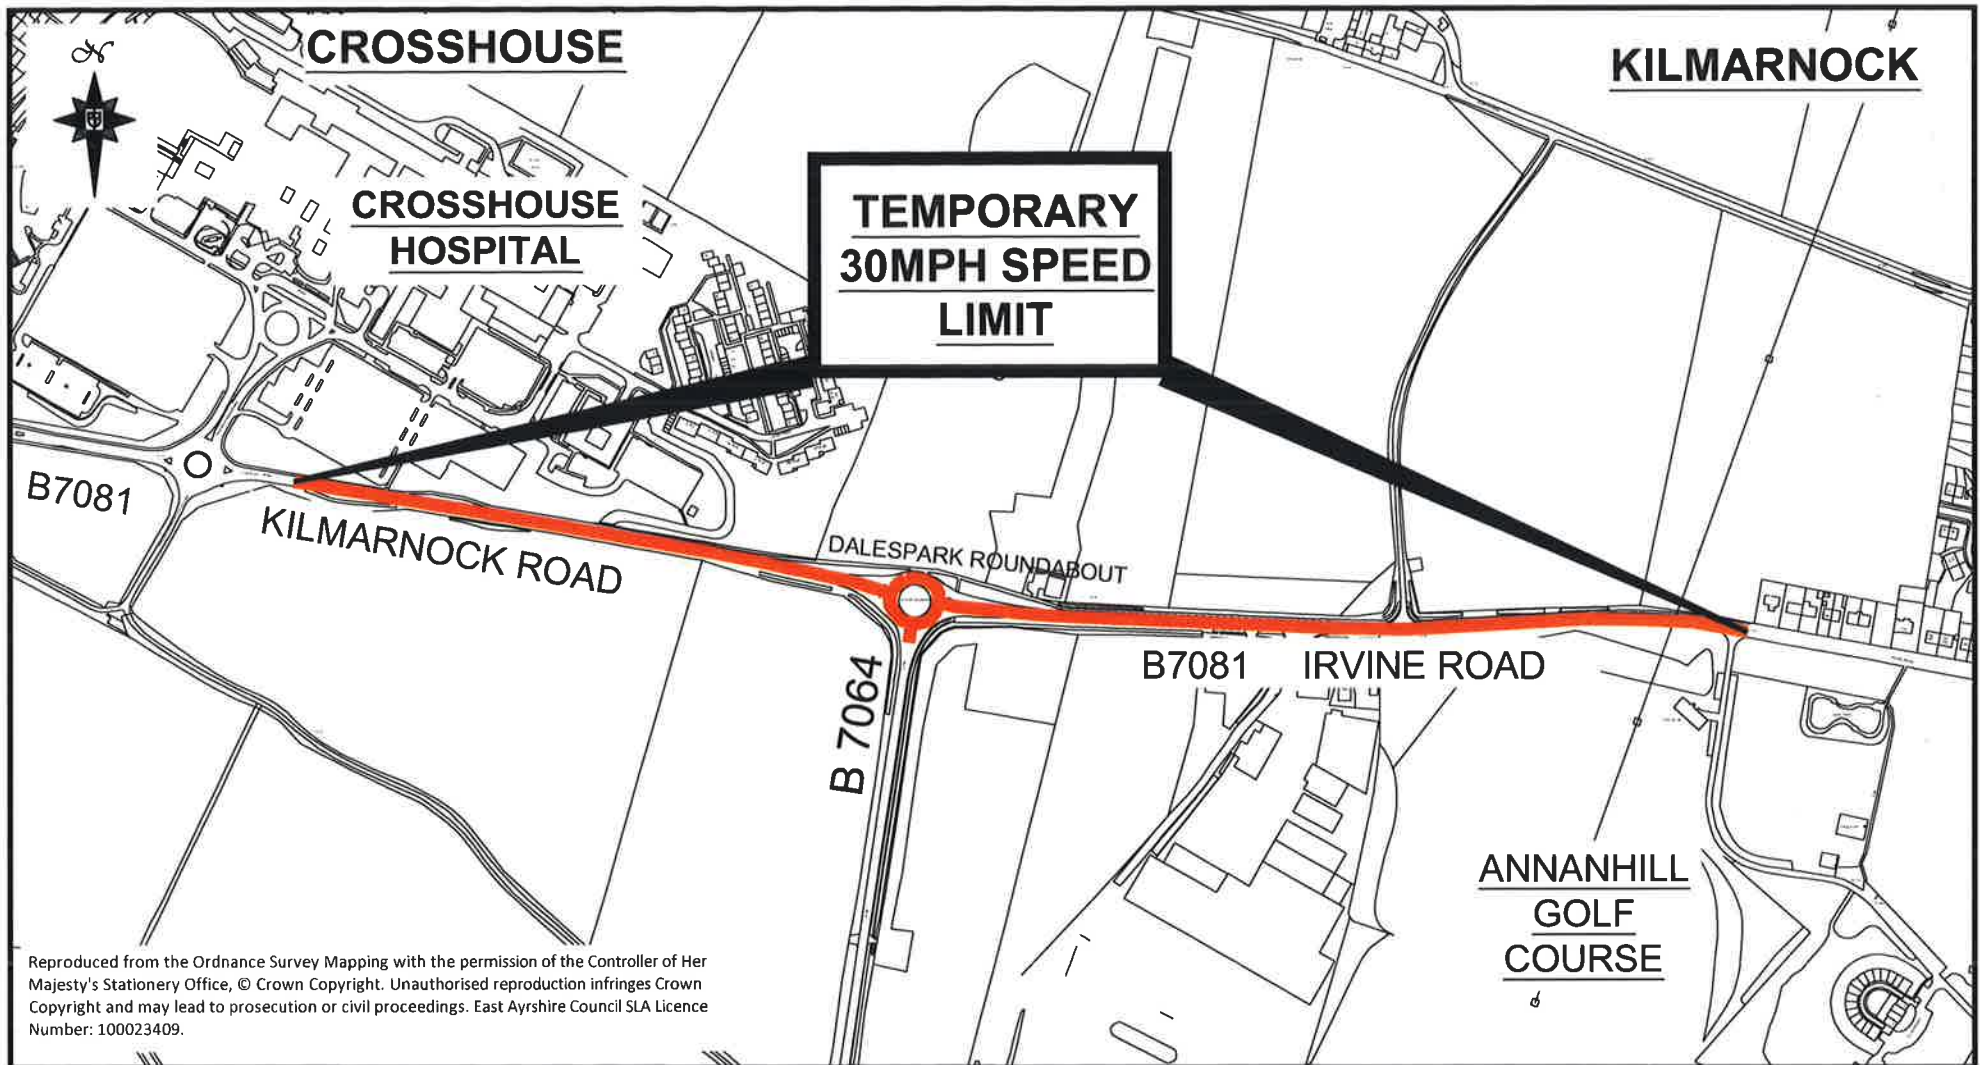 N
CROSSHOUSE
KILMARNOCK
CROSSHOUSE
HOSPITAL
TEMPORARY
30MPH SPEED
LIMIT
B7081
KILMARNOCK ROAD
DALESPARK ROUNDABOUT
B 7064
B7081 IRVINE ROAD
ANNANHILL
GOLF
COURSE
Reproduced from the Ordnance Survey Mapping with the permission of the Controller of Her
Majesty's Stationery Office, © Crown Copyright. Unauthorised reproduction infringes Crown
Copyright and may lead to prosecution or civil proceedings. East Ayrshire Council SLA Licence
Number: 100023409.